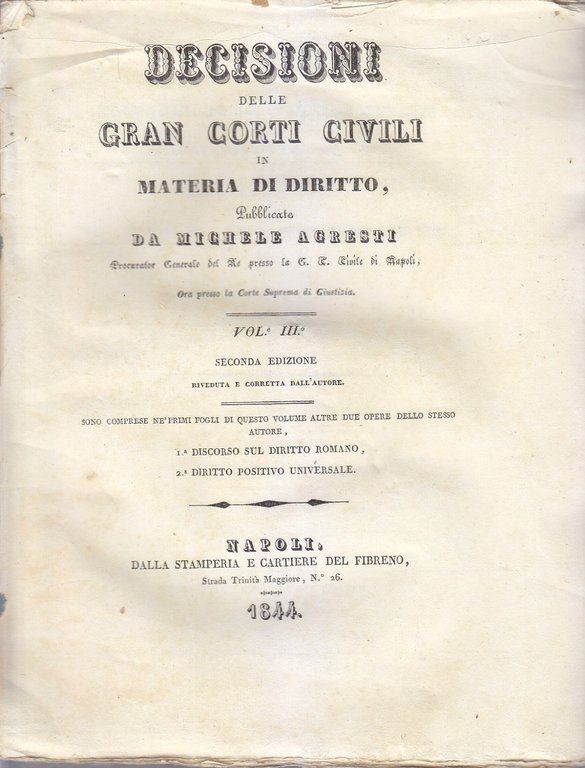 DECISIONI
DELLE
GRAN CORTI CIVILI
IN
MATERIA DI DIRITTO,
Pubblicate
DA MICHELE AGRESTI
Procurator Generale del Re presso la G. C. Civile di Napoli,
Ora presso la Corte Suprema di Giustizia.
VOL.e III.o
SECONDA EDIZIONE
RIVEDUTA E CORRETTA DALL'AUTORE.
SONO COMPRESE NE'PRIMI FOGLI DI QUESTO VOLUME ALTRE DUE OPERE DELLO STESSO
AUTORE,
1.a DISCORSO SUL DIRITTO ROMANO,
2.a DIRITTO POSITIVO UNIVERSALE.
NAPOLI,
DALLA STAMPERIA E CARTIERE DEL FIBRENO,
Strada Trinità Maggiore, N.o 26.
1844.